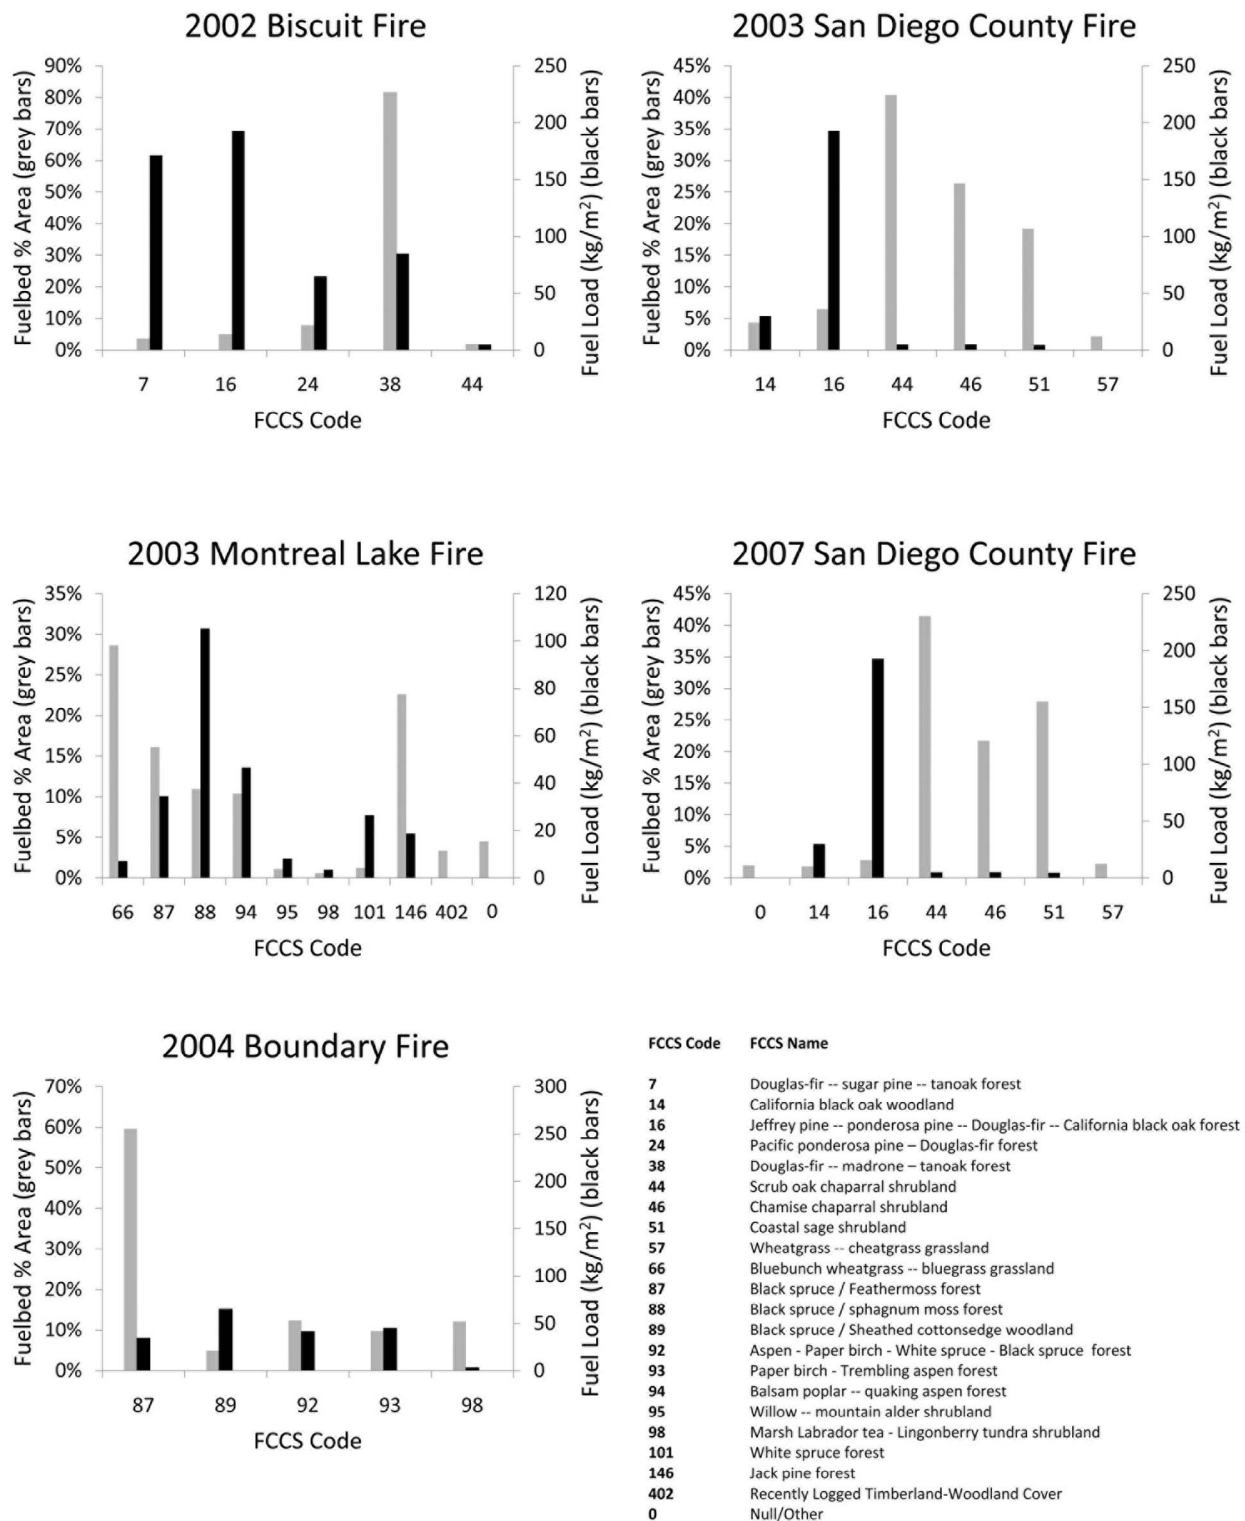 2002 Biscuit Fire
90%
80%
70%
60%
50%
40%
30%
20%
10%
0%
250
200
150
100
50
0
Fuelbed % Area (grey bars)
Fuel Load (kg/m²) (black bars)
7 16 24 38 44
FCCS Code
2003 San Diego County Fire
45%
40%
35%
30%
25%
20%
15%
10%
5%
0%
250
200
150
100
50
0
Fuelbed % Area (grey bars)
Fuel Load (kg/m²) (black bars)
14 16 44 46 51 57
FCCS Code
2003 Montreal Lake Fire
35%
30%
25%
20%
15%
10%
5%
0%
120
100
80
60
40
20
0
Fuelbed % Area (grey bars)
Fuel Load (kg/m²) (black bars)
66 87 88 94 95 98 101 146 402 0
FCCS Code
2007 San Diego County Fire
45%
40%
35%
30%
25%
20%
15%
10%
5%
0%
250
200
150
100
50
0
Fuelbed % Area (grey bars)
Fuel Load (kg/m²) (black bars)
0 14 16 44 46 51 57
FCCS Code
2004 Boundary Fire
70%
60%
50%
40%
30%
20%
10%
0%
300
250
200
150
100
50
0
Fuelbed % Area (grey bars)
Fuel Load (kg/m²) (black bars)
87 89 92 93 98
FCCS Code
FCCS Code FCCS Name
7 Douglas-fir -- sugar pine -- tanoak forest
14 California black oak woodland
16 Jeffrey pine -- ponderosa pine -- Douglas-fir -- California black oak forest
24 Pacific ponderosa pine – Douglas-fir forest
38 Douglas-fir -- madrone – tanoak forest
44 Scrub oak chaparral shrubland
46 Chamise chaparral shrubland
51 Coastal sage shrubland
57 Wheatgrass -- cheatgrass grassland
66 Bluebunch wheatgrass -- bluegrass grassland
87 Black spruce / Feathermoss forest
88 Black spruce / sphagnum moss forest
89 Black spruce / Sheathed cottonsedge woodland
92 Aspen - Paper birch - White spruce - Black spruce forest
93 Paper birch - Trembling aspen forest
94 Balsam poplar -- quaking aspen forest
95 Willow -- mountain alder shrubland
98 Marsh Labrador tea - Lingonberry tundra shrubland
101 White spruce forest
146 Jack pine forest
402 Recently Logged Timberland-Woodland Cover
0 Null/Other